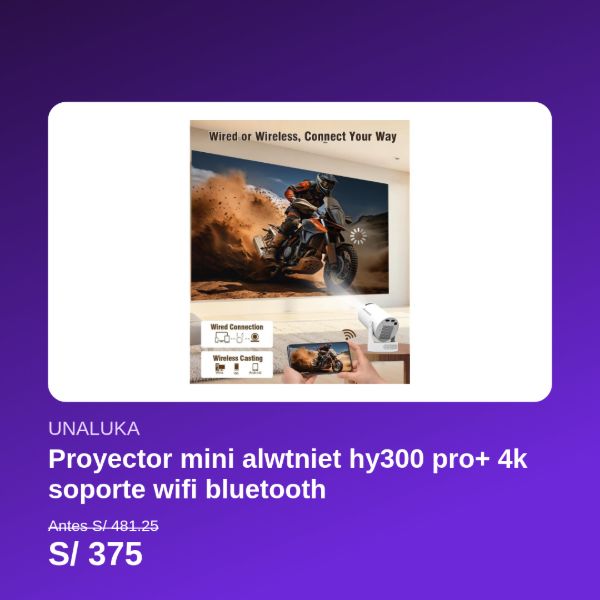 Wired or Wireless, Connect Your Way
Wired Connection
Wireless Casting
UNALUKA
Proyector mini alwtniet hy300 pro+ 4k
soporte wifi bluetooth
Antes S/ 481.25
S/ 375